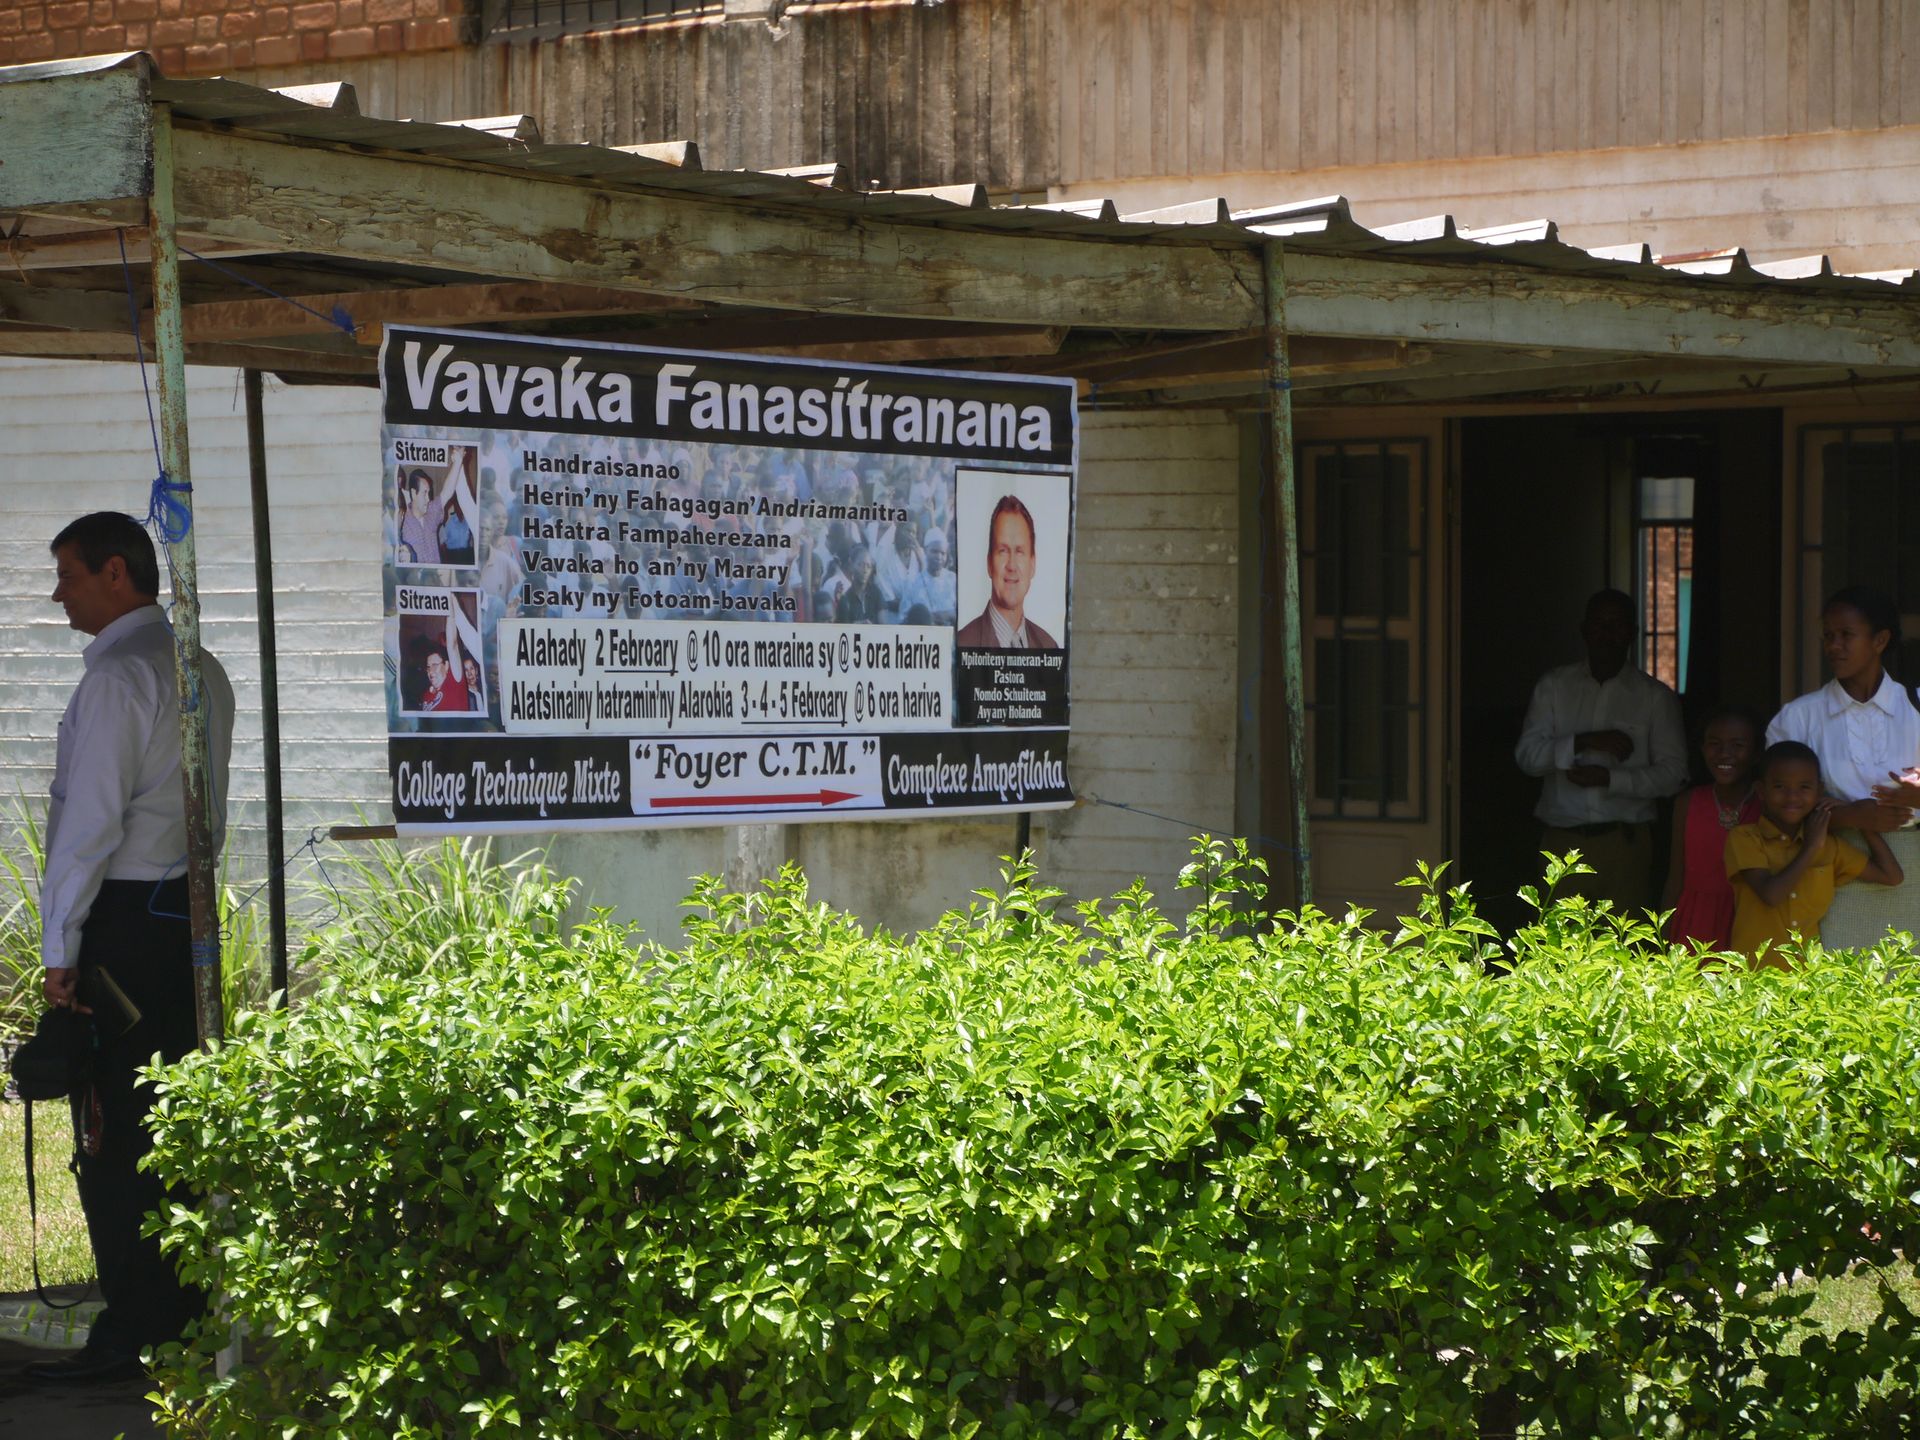 Vavaka Fanasitranana
Sitrana
Handraisanao
Herin'ny Fahagagan'Andriamanitra
Hafatra Fampaherezana
Vavaka ho an'ny Marary
Isaky ny Fotoam-bavaka
Sitrana
Alahady 2 Febroary @ 10 ora maraina sy @ 5 ora hariva
Alatsinainy hatramin'ny Alarobia 3 - 4 - 5 Febroary @ 6 ora hariva
Mpitoriteny maneran-tany
Pastora
Nomdo Schuitema
Avy any Holanda
College Technique Mixte "Foyer C.T.M." Complexe Ampefiloha